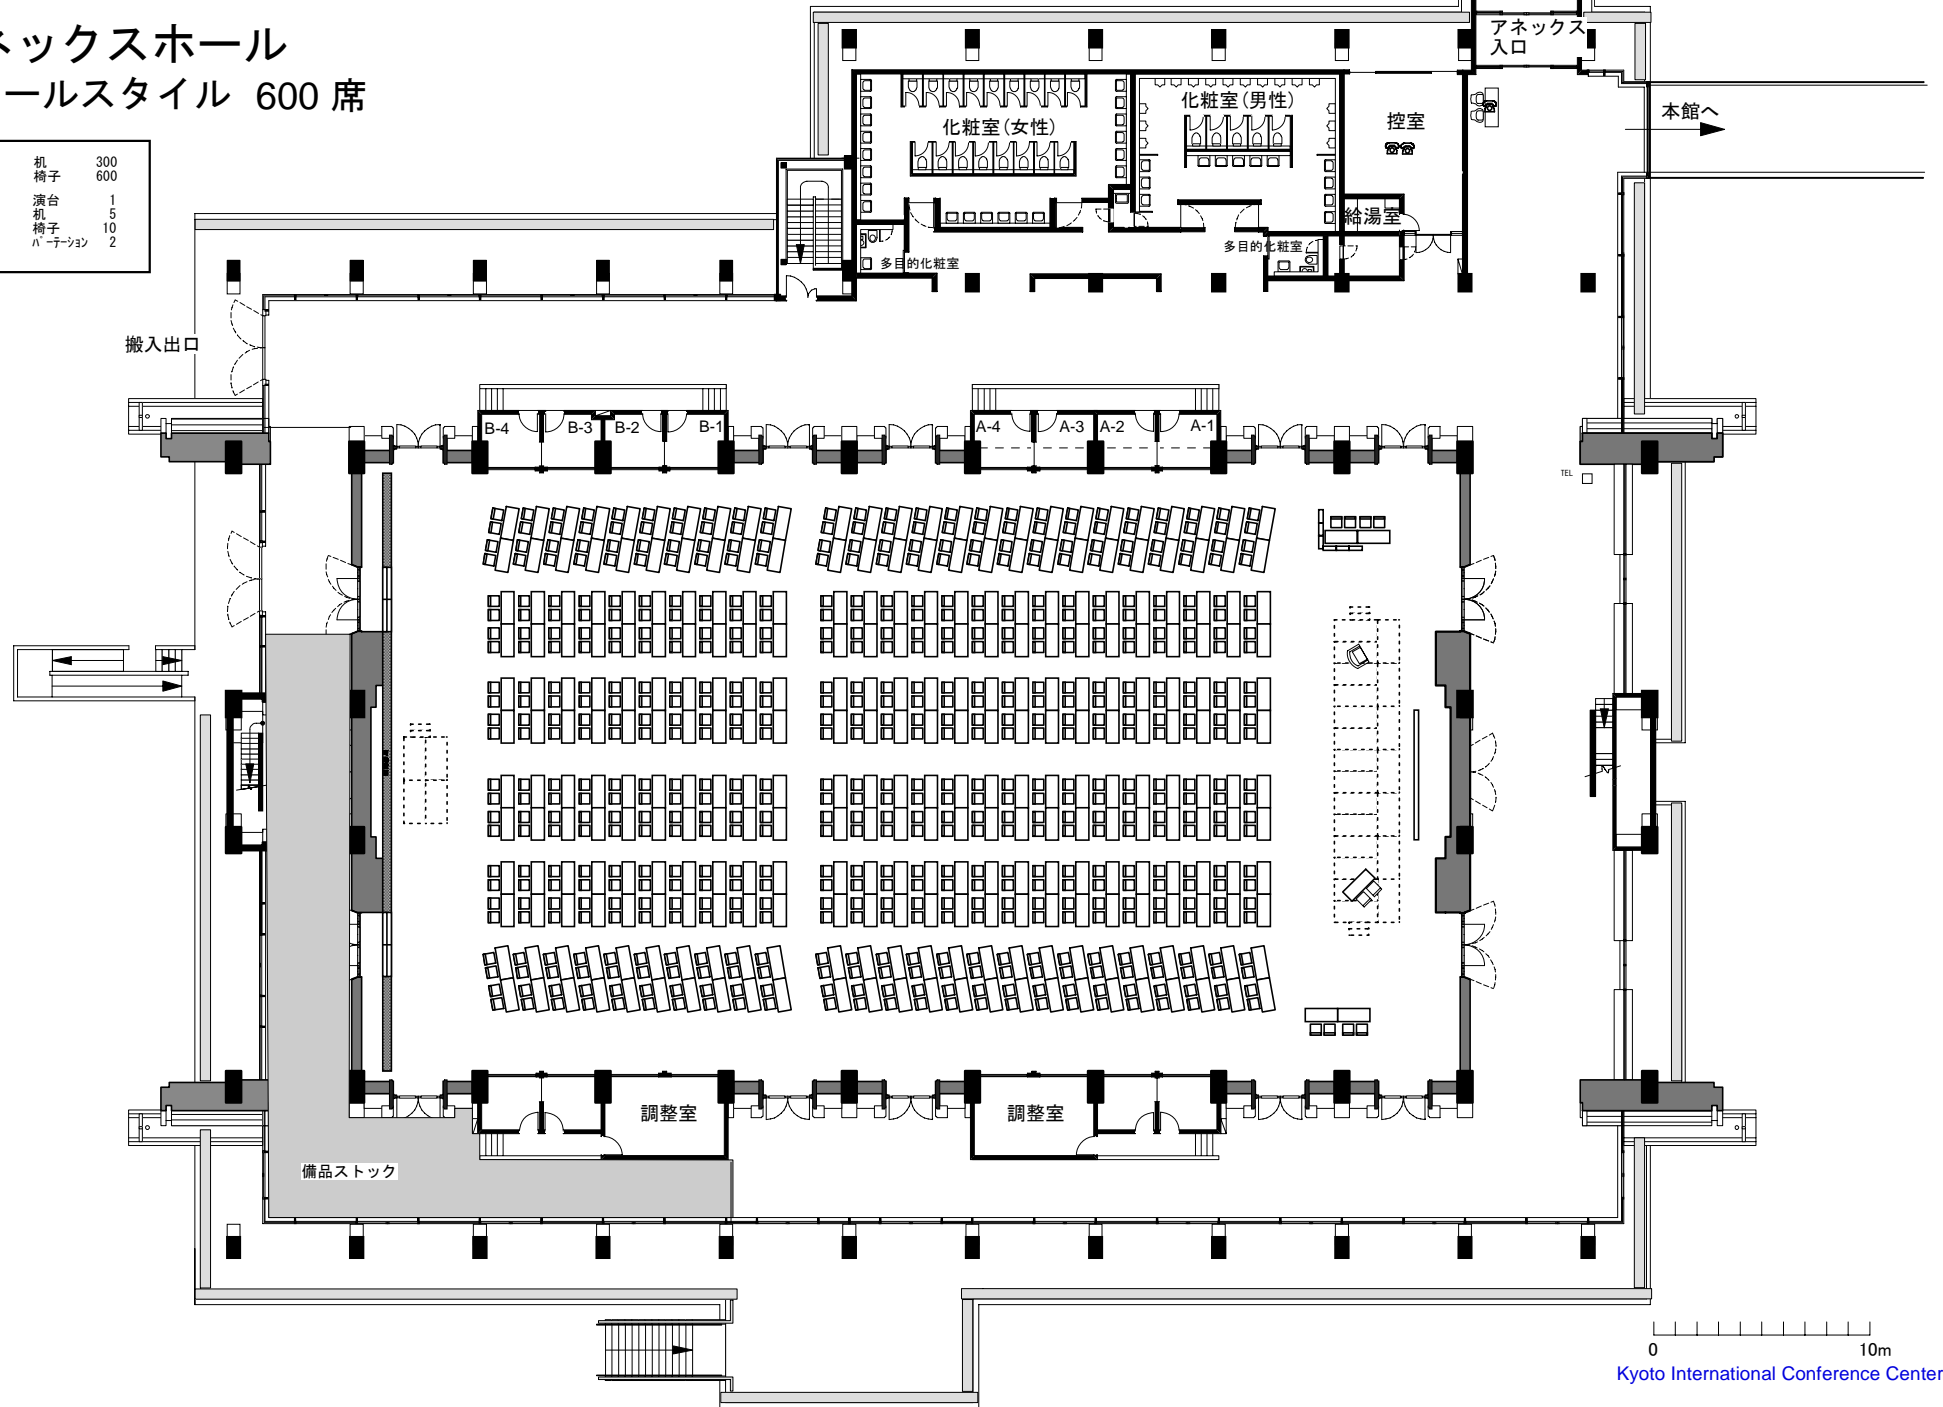 ネックスホール
ールスタイル 600 席
机 300
椅子 600
演台 1
机 5
椅子 10
パーテーション 2
アネックス
入口
本館へ
化粧室(女性)
化粧室(男性)
控室
給湯室
多目的化粧室
多目的化粧室
搬入出口
B-4 B-3 B-2 B-1
A-4 A-3 A-2 A-1
TEL
調整室
調整室
備品ストック
0 10m
Kyoto International Conference Center